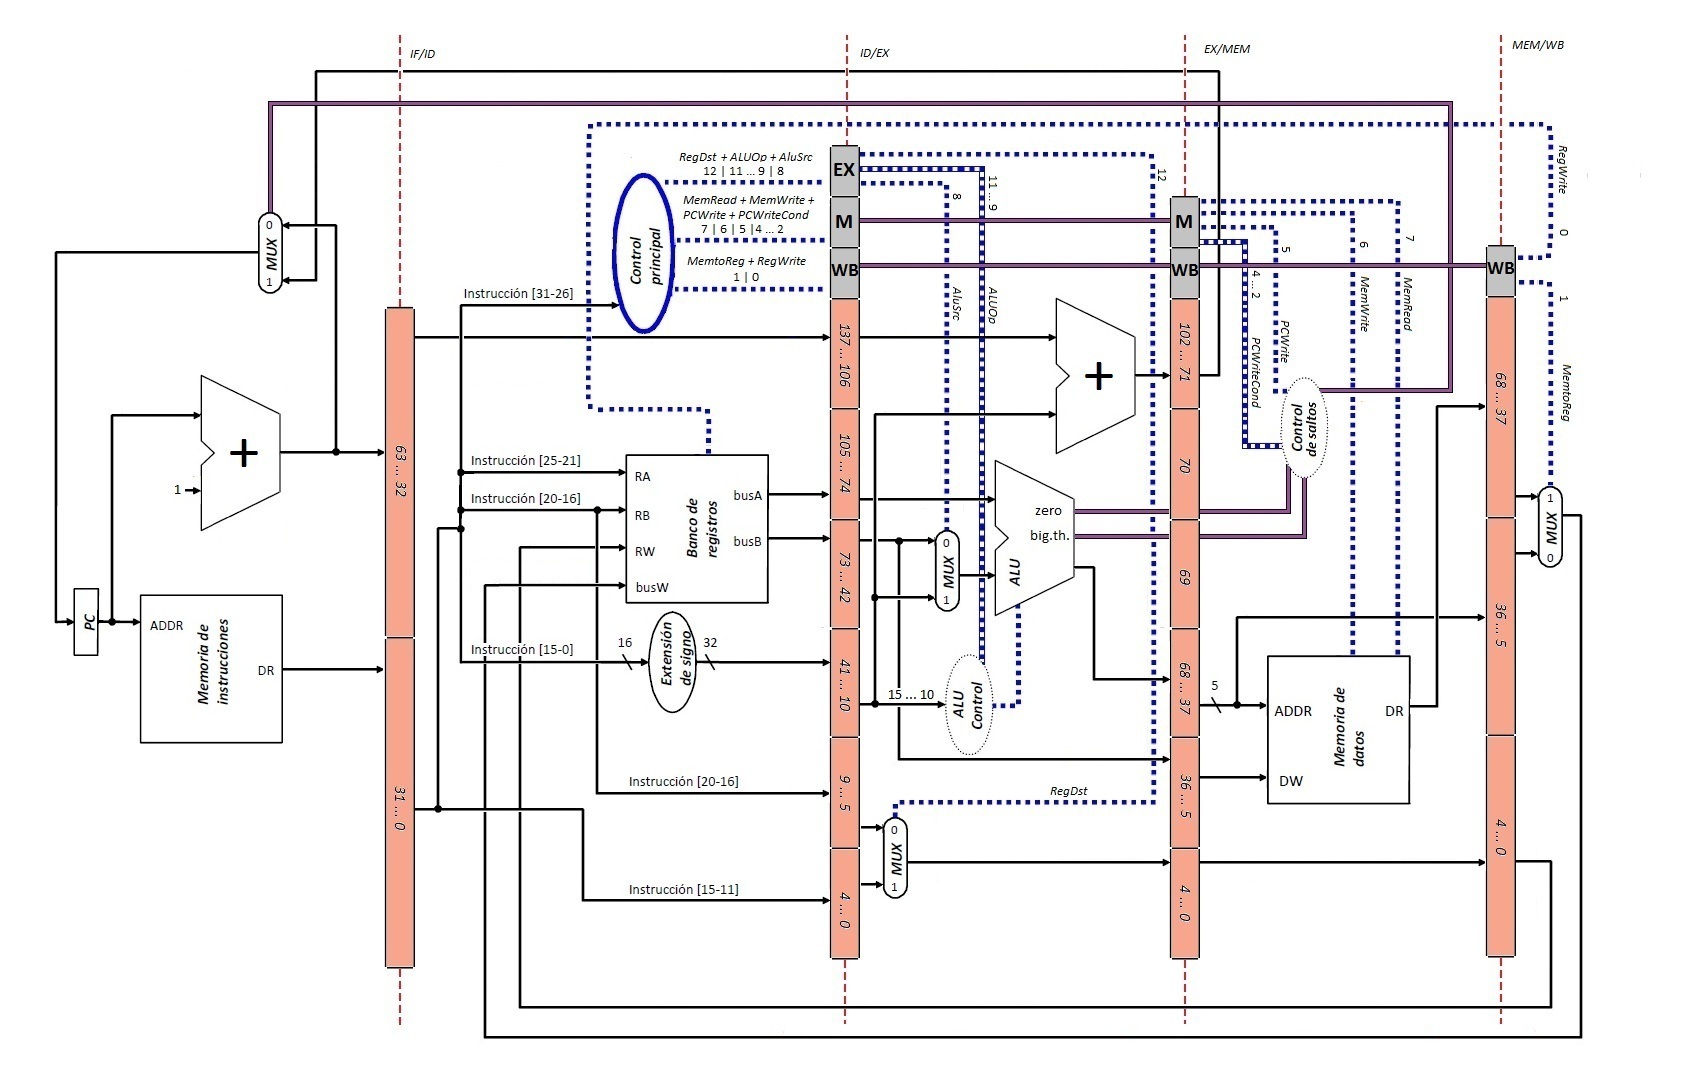 IF/ID
ID/EX
EX/MEM
MEM/WB
RegDst + ALUOp + AluSrc
12 | 11 ... 9 | 8
MemRead + MemWrite +
PCWrite + PCWriteCond
7 | 6 | 5 |4 ... 2
MemtoReg + RegWrite
1 | 0
Control
principal
EX
M
WB
M
WB
WB
12
11 ... 9
8
AluSrc
ALUOp
7
6
5
4 ... 2
PCWriteCond
PCWrite
MemWrite
MemRead
RegWrite
0
1
MemtoReg
0
MUX
1
Instrucción [31-26]
63 ... 32
31 ... 0
+
1
PC
ADDR
Memoria de
instrucciones
DR
Instrucción [25-21]
Instrucción [20-16]
RA
RB
RW
busW
Banco de
registros
busA
busB
Instrucción [15-0]
16
Extensión
de signo
32
Instrucción [20-16]
Instrucción [15-11]
137 ... 106
105 ... 74
73 ... 42
41 ... 10
9 ... 5
4 ... 0
+
zero
big.th.
ALU
0
MUX
1
15 ... 10
ALU
Control
RegDst
0
MUX
1
102 ... 71
70
69
68 ... 37
36 ... 5
4 ... 0
Control
de saltos
5
ADDR
Memoria de
datos
DR
DW
68 ... 37
36 ... 5
4 ... 0
1
MUX
0